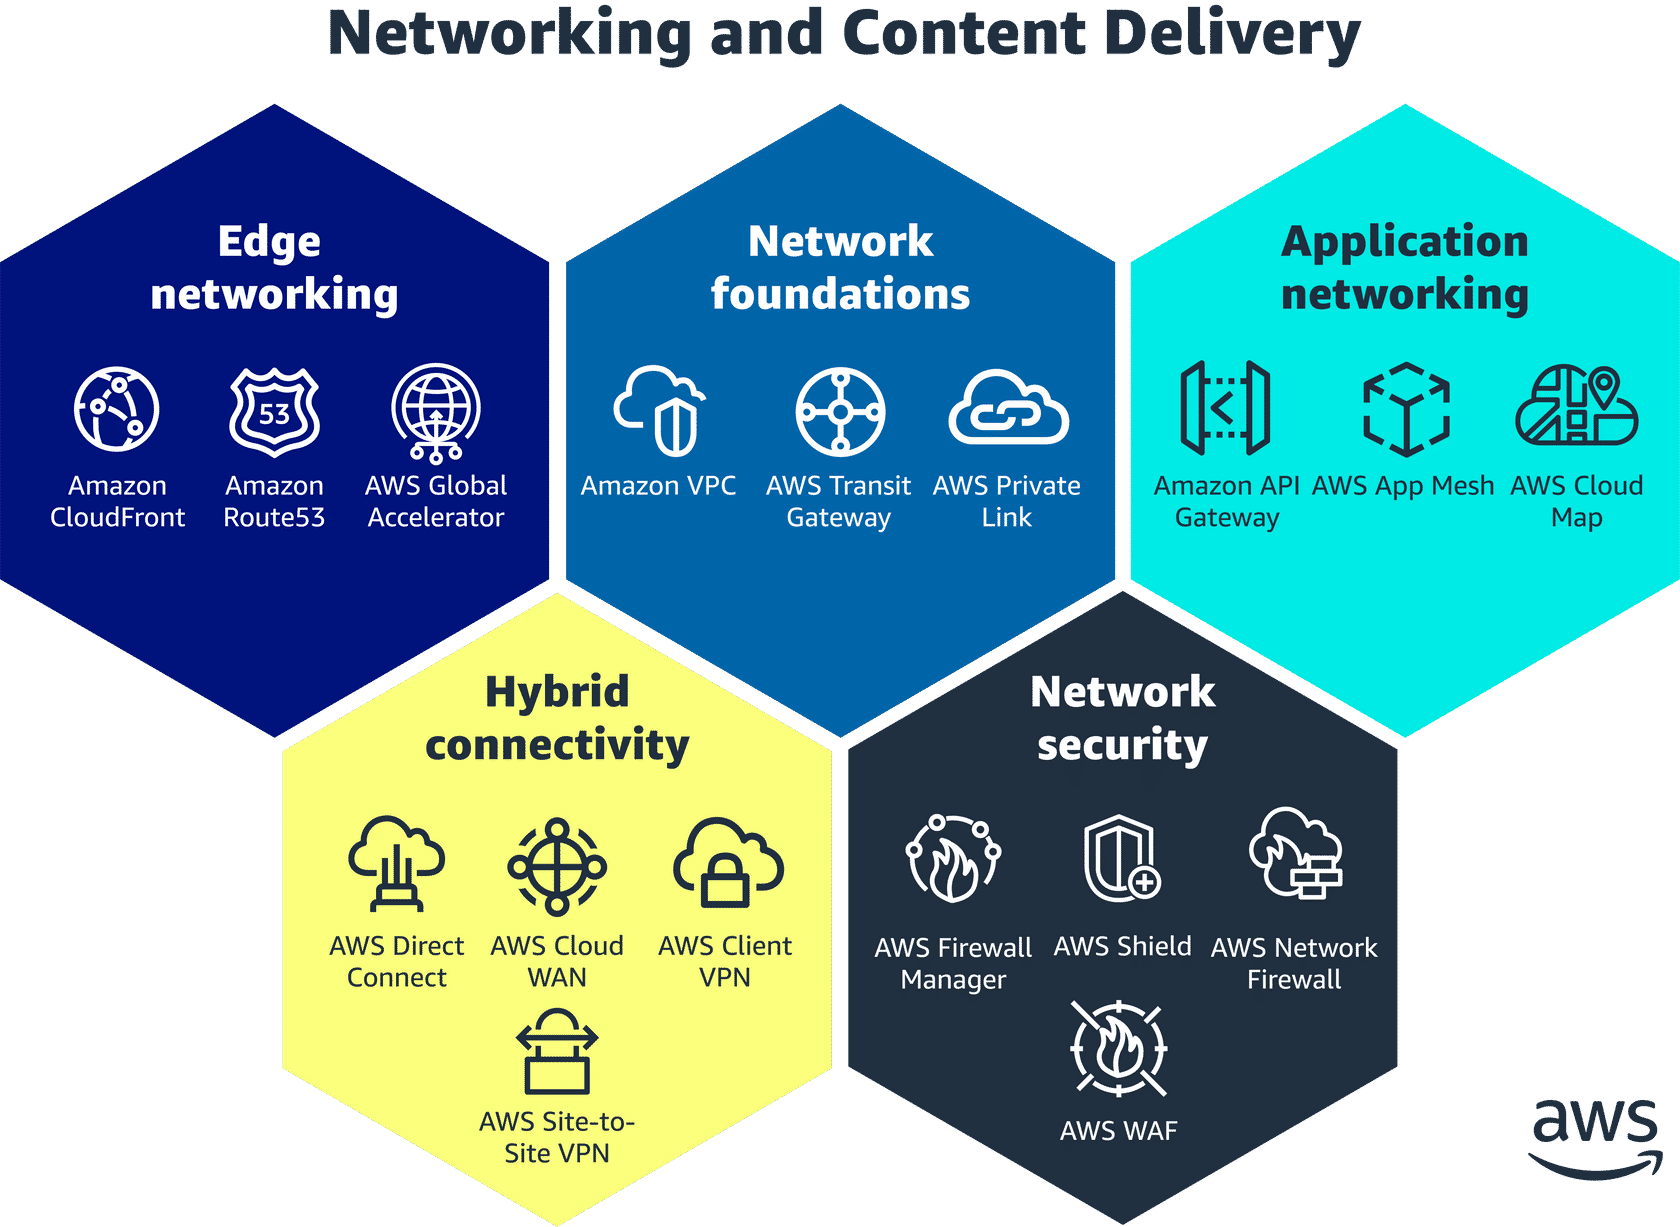 Networking and Content Delivery
Edge
networking
53
Amazon
CloudFront
Amazon
Route53
AWS Global
Accelerator
Network
foundations
Amazon VPC
AWS Transit
Gateway
AWS Private
Link
Application
networking
Amazon API
Gateway
AWS App Mesh
AWS Cloud
Map
Hybrid
connectivity
AWS Direct
Connect
AWS Cloud
WAN
AWS Client
VPN
AWS Site-to-
Site VPN
Network
security
AWS Firewall
Manager
AWS Shield
AWS Network
Firewall
AWS WAF
aws